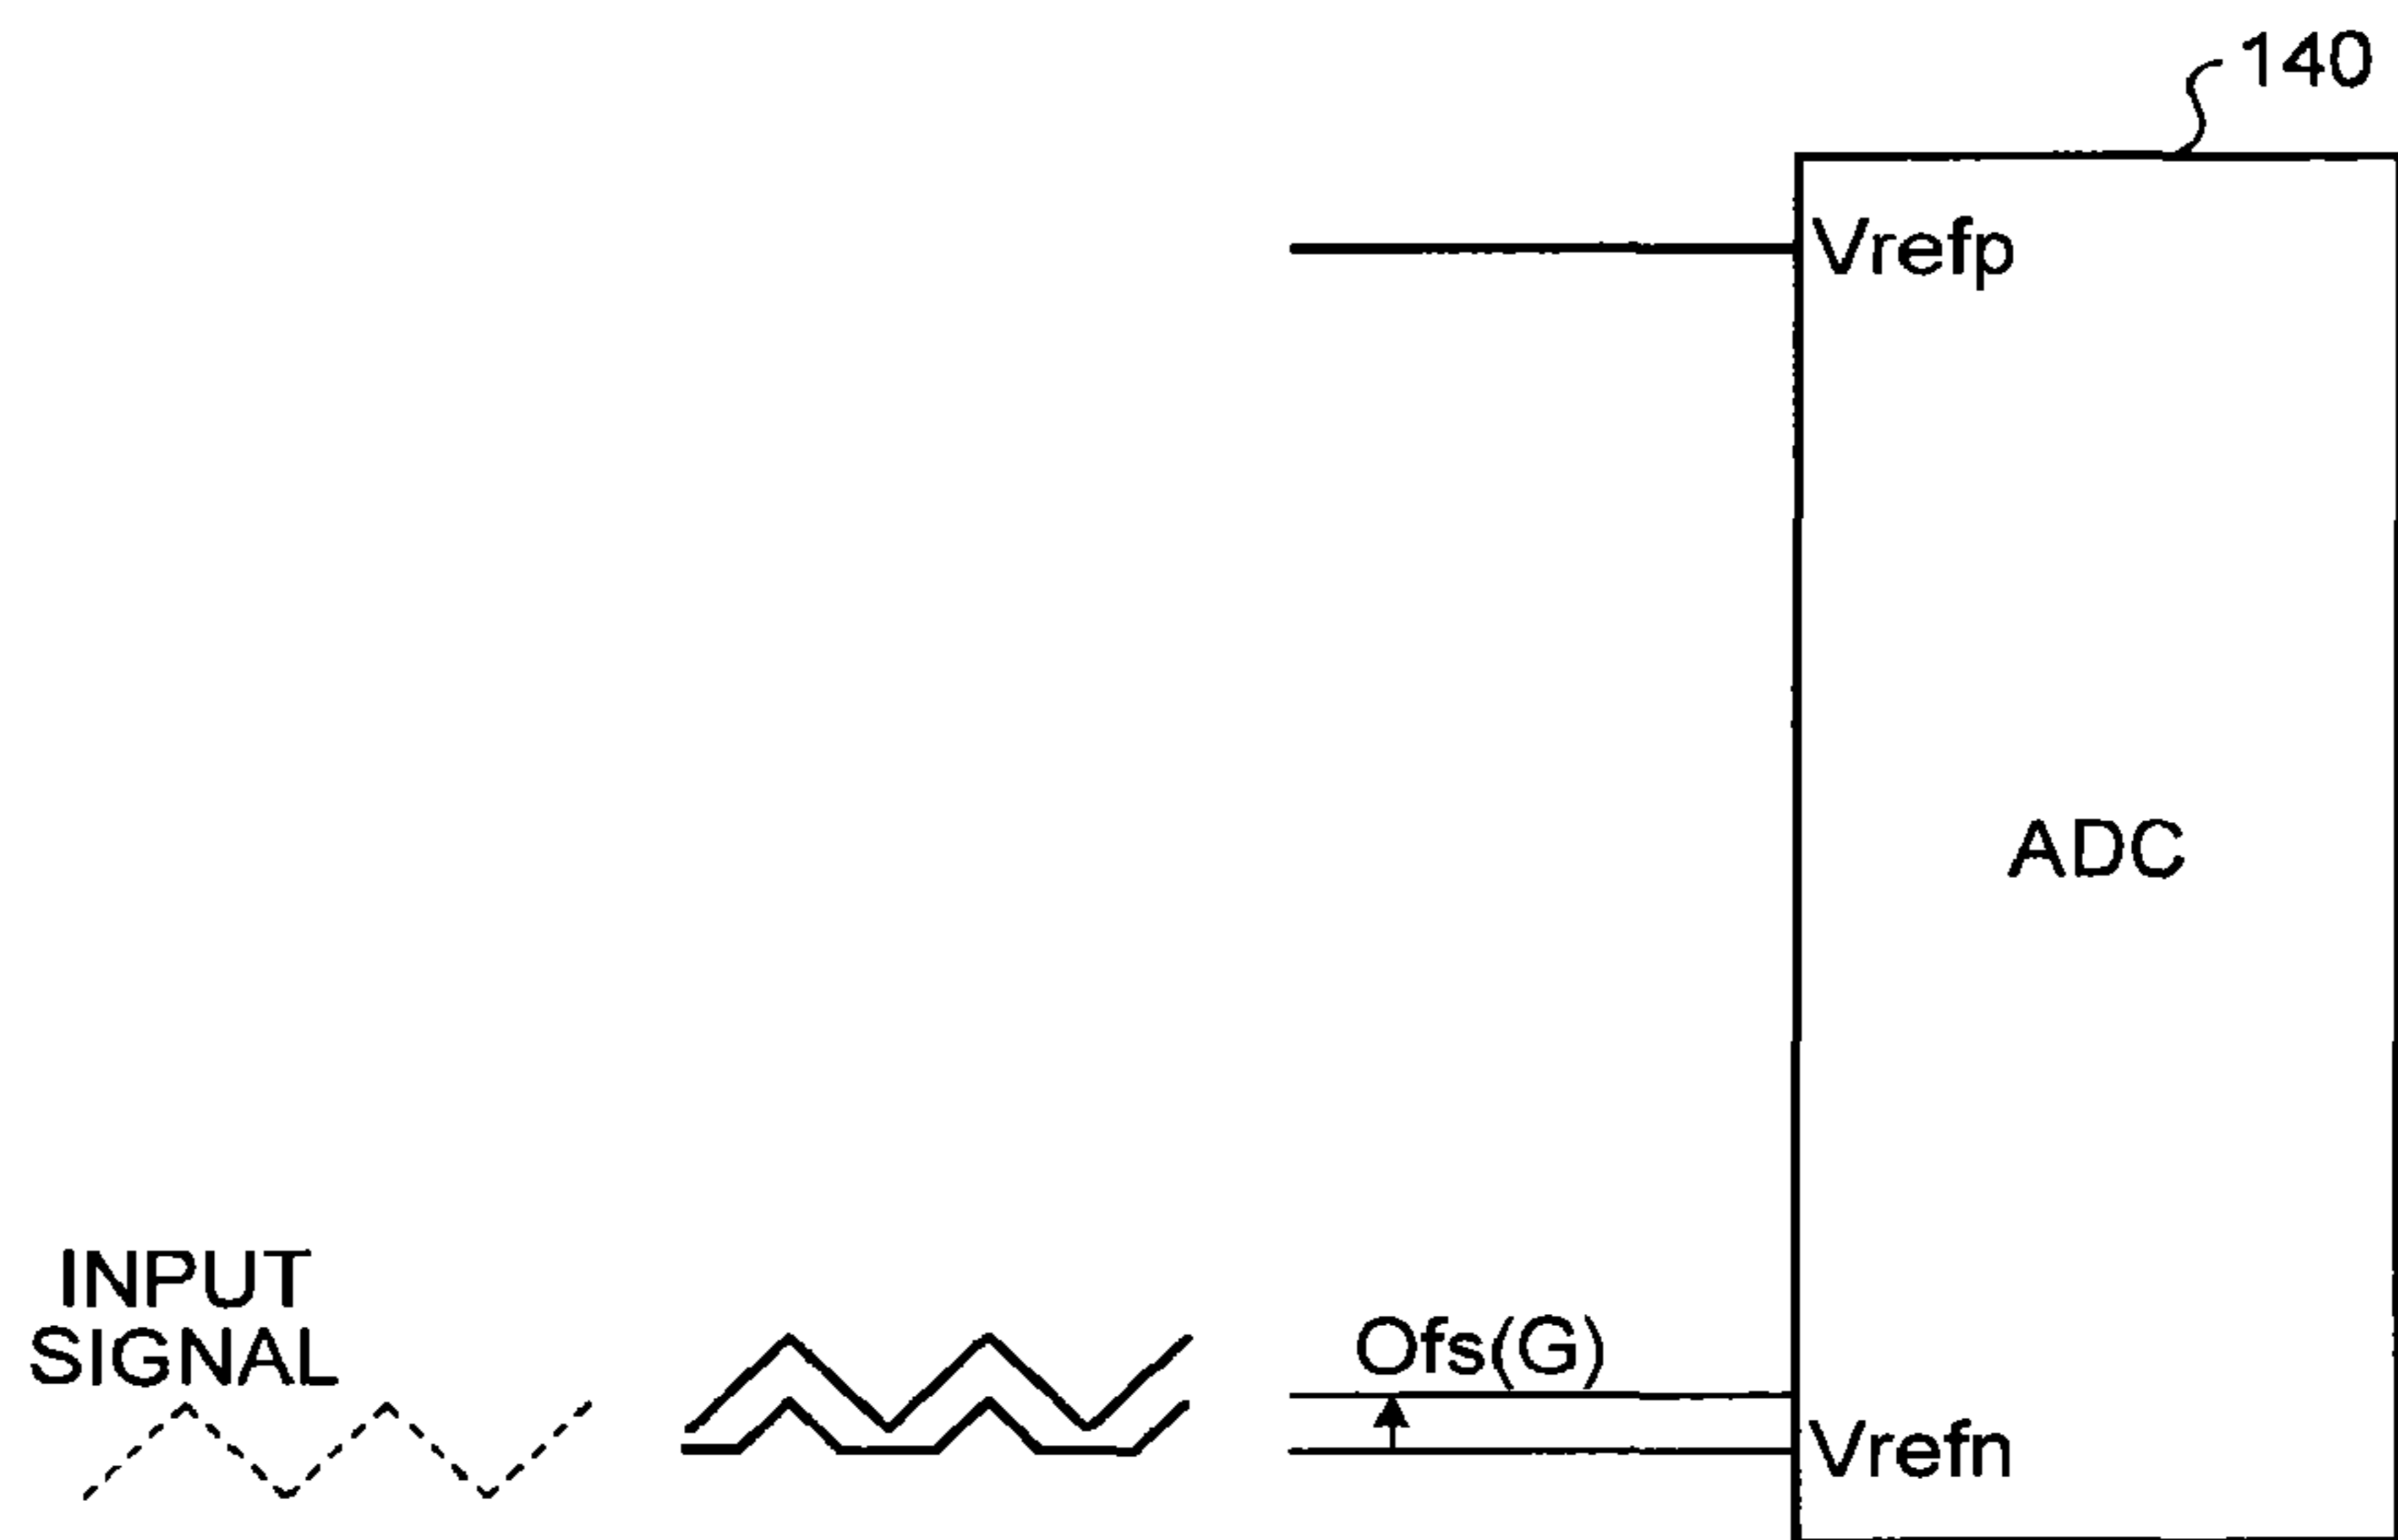 140
Vrefp
ADC
INPUT
SIGNAL
Ofs(G)
Vrefn